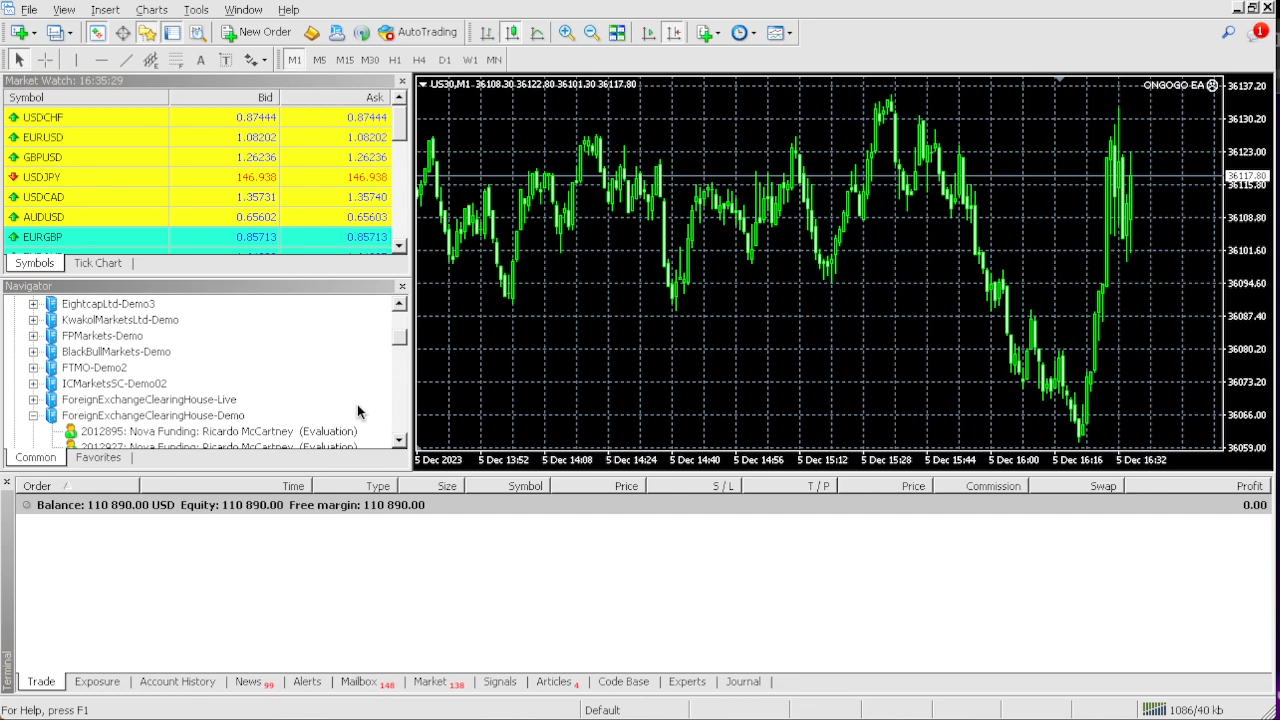 File View Insert Charts Tools Window Help
New Order AutoTrading 1
A T M1 M5 M15 M30 H1 H4 D1 W1 MN
Market Watch: 16:35:29
Symbol Bid Ask
USDCHF 0.87444 0.87444
EURUSD 1.08202 1.08202
GBPUSD 1.26236 1.26236
USDJPY 146.938 146.938
USDCAD 1.35731 1.35740
AUDUSD 0.65602 0.65603
EURGBP 0.85713 0.85713
Symbols Tick Chart
Navigator
EightcapLtd-Demo3
KwakolMarketsLtd-Demo
FPMarkets-Demo
BlackBullMarkets-Demo
FTMO-Demo2
ICMarketsSC-Demo02
ForeignExchangeClearingHouse-Live
ForeignExchangeClearingHouse-Demo
2012895: Nova Funding: Ricardo McCartney (Evaluation)
2012927: Nova Funding: Ricardo McCartney (Evaluation)
Common Favorites
US30,M1 36108.30 36122.80 36101.30 36117.80
ONGOGO EA
36137.20
36130.20
36123.00
36117.80
36115.80
36108.80
36101.60
36094.60
36087.40
36080.20
36073.20
36066.00
36059.00
5 Dec 2023 5 Dec 13:52 5 Dec 14:08 5 Dec 14:24 5 Dec 14:40 5 Dec 14:56 5 Dec 15:12 5 Dec 15:28 5 Dec 15:44 5 Dec 16:00 5 Dec 16:16 5 Dec 16:32
Order Time Type Size Symbol Price S / L T / P Price Commission Swap Profit
Balance: 110 890.00 USD Equity: 110 890.00 Free margin: 110 890.00 0.00
Terminal
Trade Exposure Account History News 99 Alerts Mailbox 148 Market 138 Signals Articles 4 Code Base Experts Journal
For Help, press F1 Default 1086/40 kb